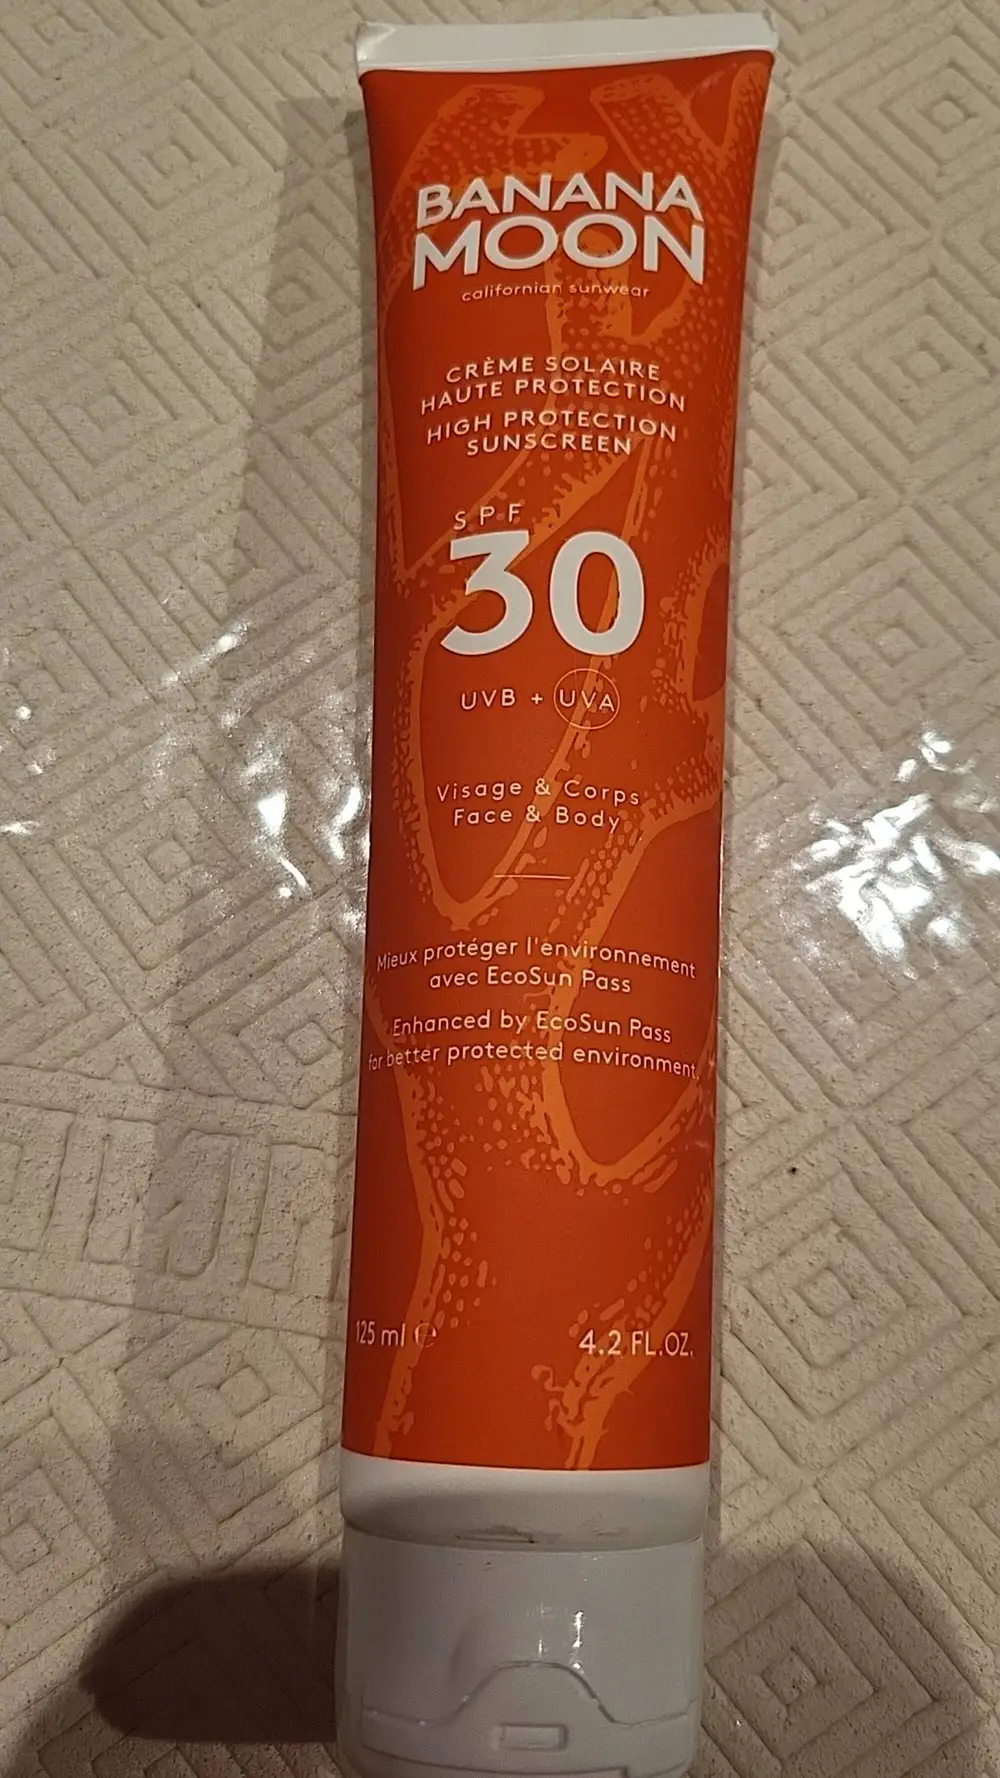 BANANA
MOON
californian sunwear
CRÈME SOLAIRE
HAUTE PROTECTION
HIGH PROTECTION
SUNSCREEN
SPF
30
UVB + UVA
Visage & Corps
Face & Body
Mieux protéger l'environnement
avec EcoSun Pass
Enhanced by EcoSun Pass
for better protected environment.
125 ml ℮
4.2 FL.OZ.